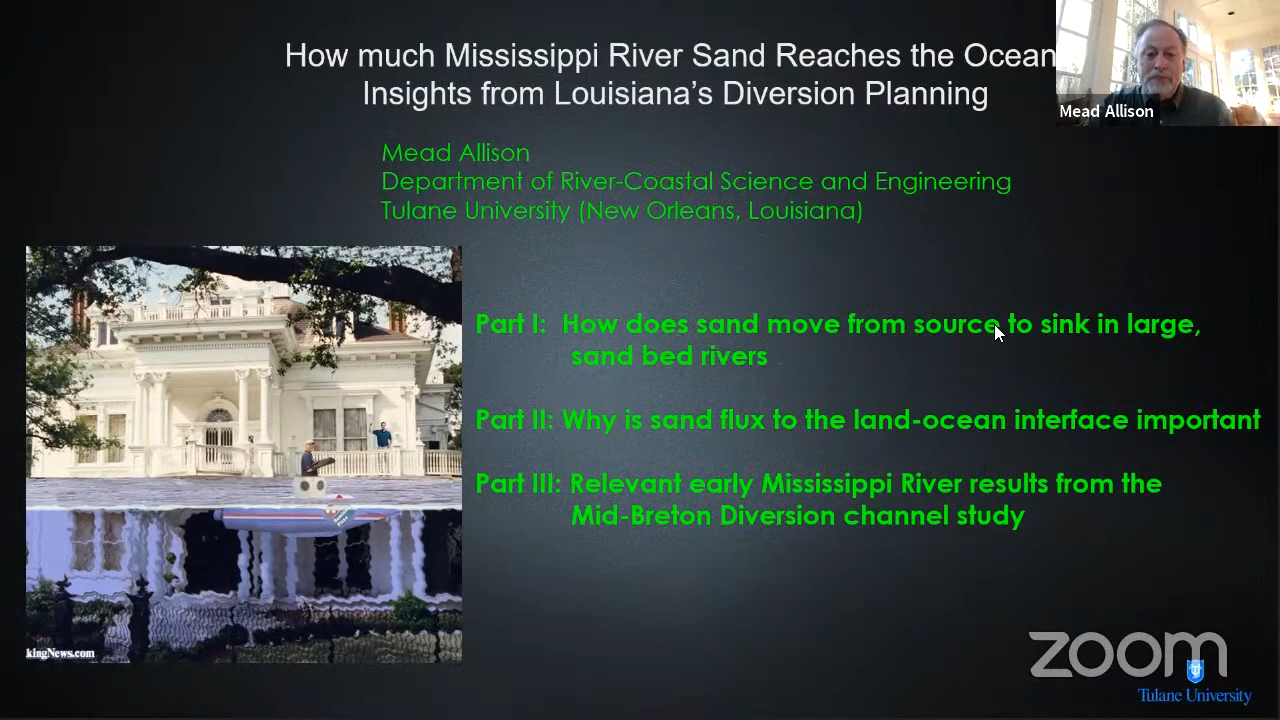 How much Mississippi River Sand Reaches the Ocean
Insights from Louisiana's Diversion Planning
Mead Allison
Mead Allison
Department of River-Coastal Science and Engineering
Tulane University (New Orleans, Louisiana)
Part I: How does sand move from source to sink in large,
sand bed rivers
Part II: Why is sand flux to the land-ocean interface important
Part III: Relevant early Mississippi River results from the
Mid-Breton Diversion channel study
kingNews.com
zoom
Tulane University